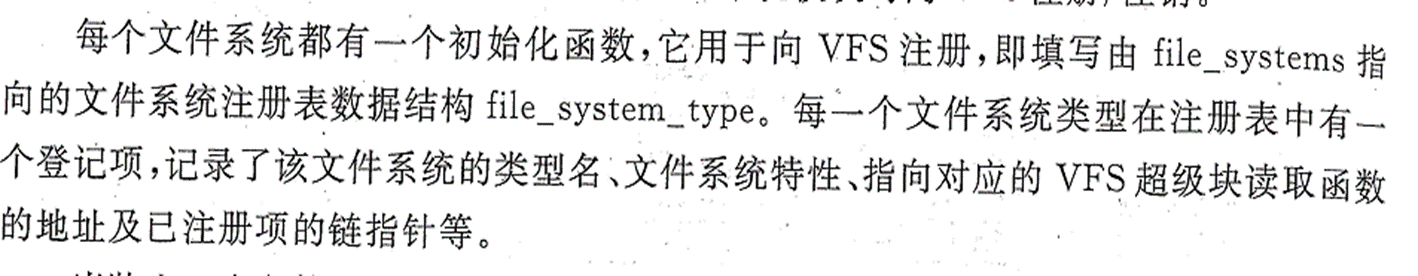 每个文件系统都有一个初始化函数,它用于向 VFS 注册,即填写由 file_systems 指
向的文件系统注册表数据结构 file_system_type。每一个文件系统类型在注册表中有一
个登记项,记录了该文件系统的类型名、文件系统特性、指向对应的 VFS 超级块读取函数
的地址及已注册项的链指针等。